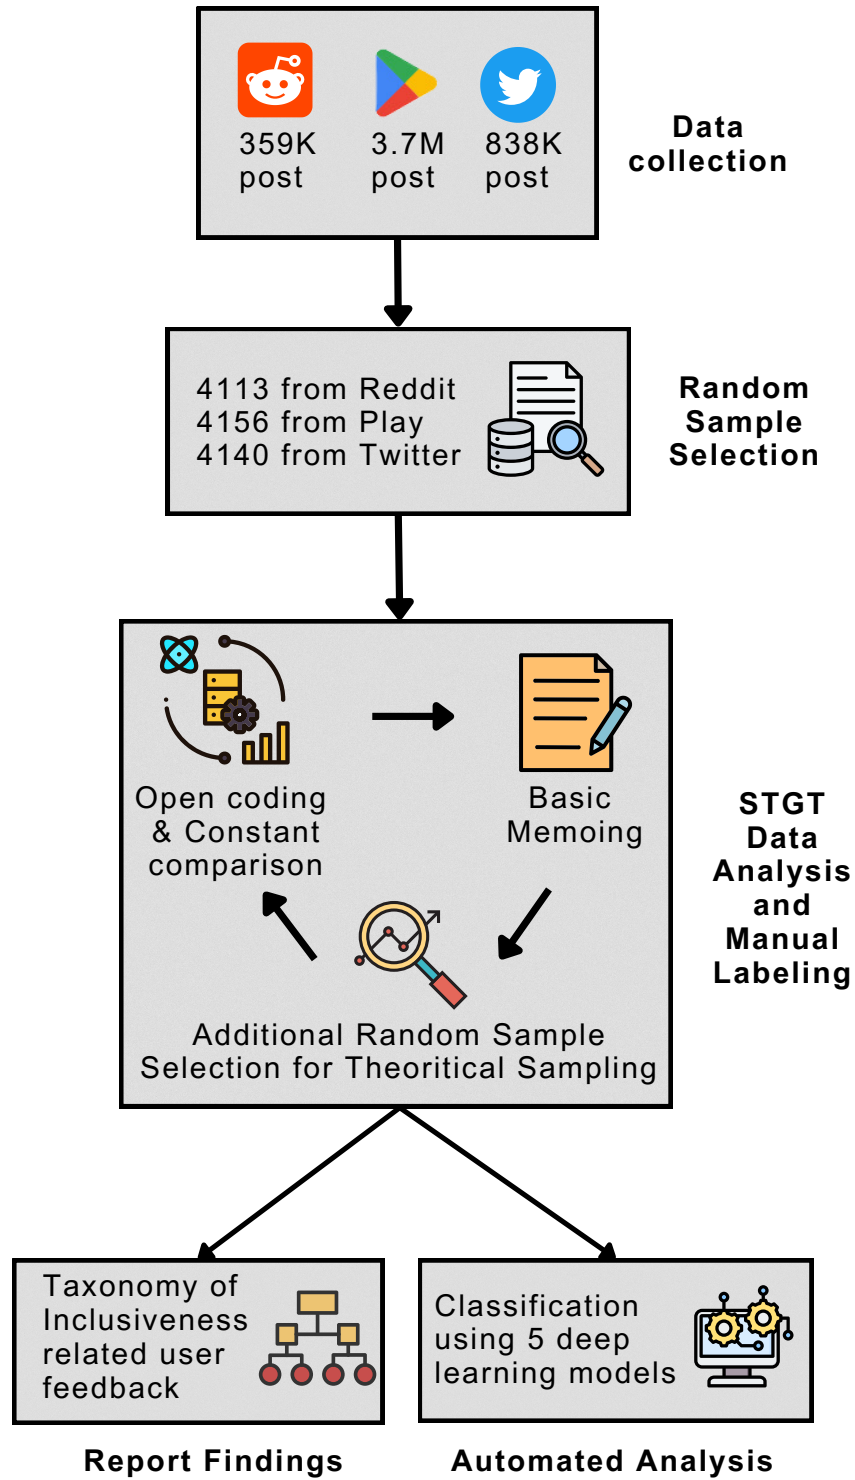 359K
post
3.7M
post
838K
post
Data
collection
4113 from Reddit
4156 from Play
4140 from Twitter
Random
Sample
Selection
Open coding
& Constant
comparison
Basic
Memoing
Additional Random Sample
Selection for Theoritical Sampling
STGT
Data
Analysis
and
Manual
Labeling
Taxonomy of
Inclusiveness
related user
feedback
Classification
using 5 deep
learning models
Report Findings
Automated Analysis